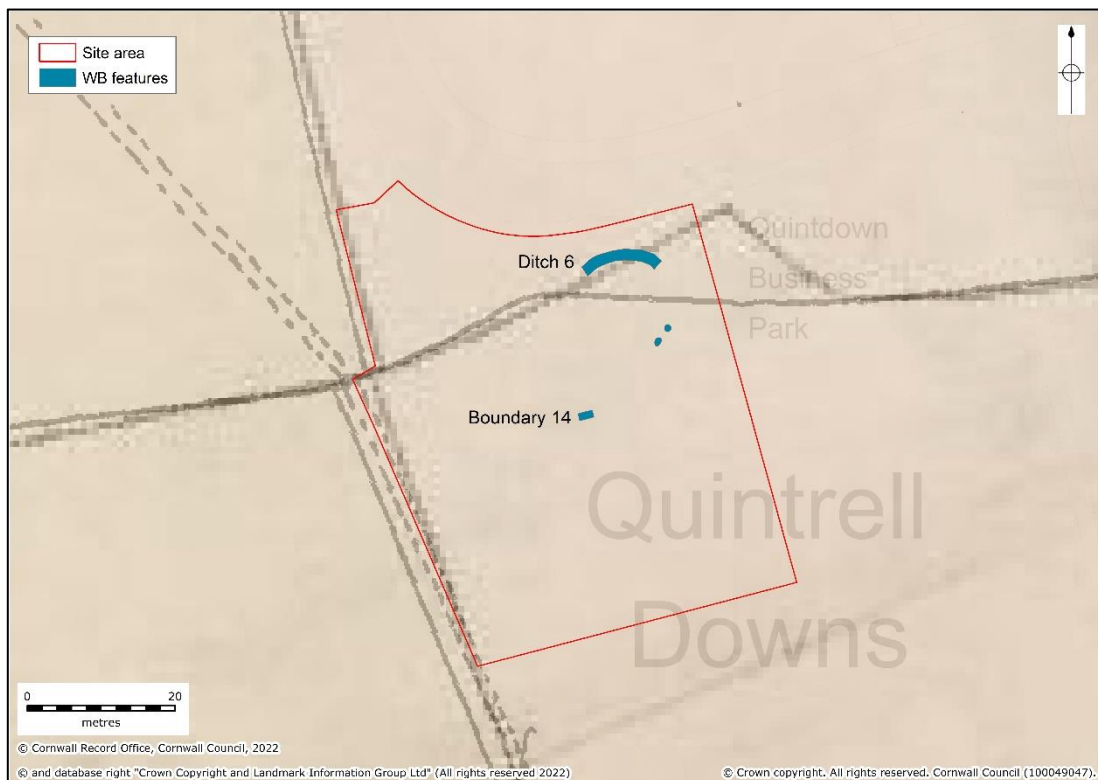 Site area
WB features
Quintdown
Business
Park
Ditch 6
Boundary 14
Quintrell
Downs
0 20
metres
© Cornwall Record Office, Cornwall Council, 2022
© and database right "Crown Copyright and Landmark Information Group Ltd" (All rights reserved 2022)
© Crown copyright. All rights reserved. Cornwall Council (100049047).